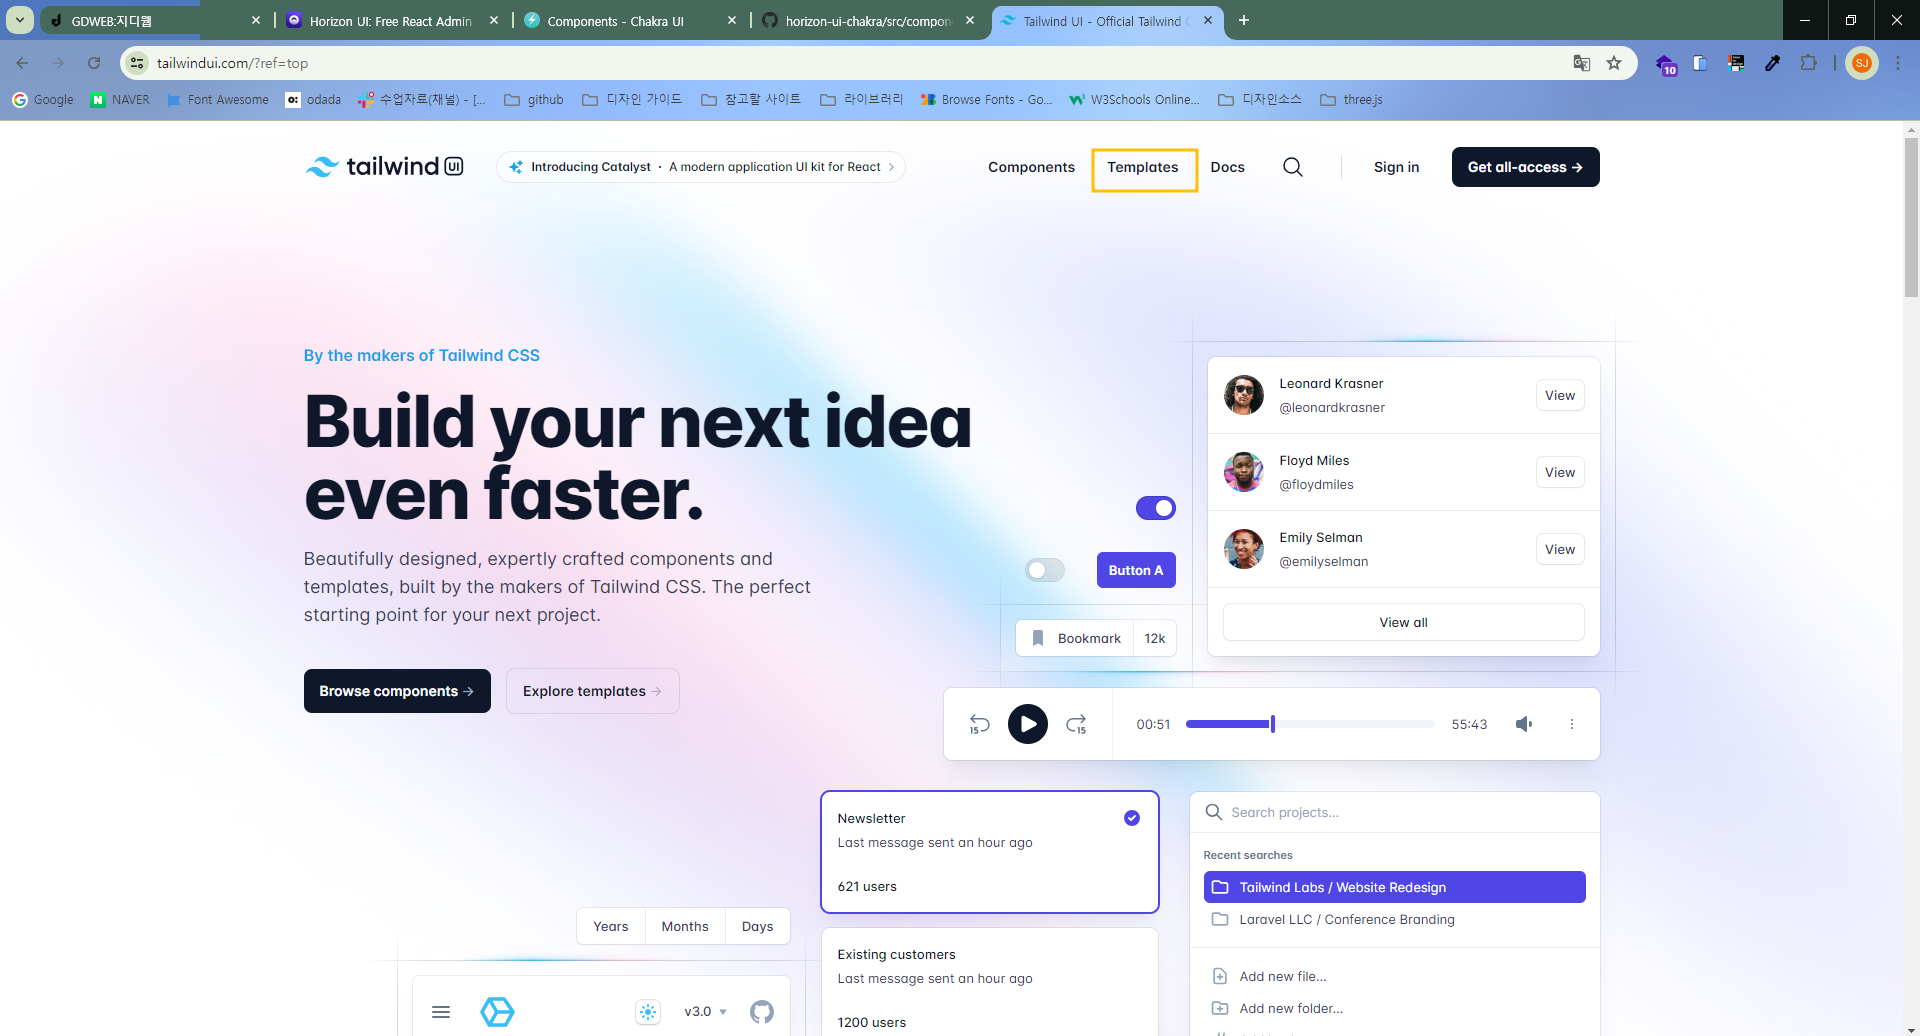 GDWEB:지디웹
Horizon UI: Free React Admin
Components - Chakra UI
horizon-ui-chakra/src/compon
Tailwind UI - Official Tailwind C
tailwindui.com/?ref=top
10
SJ
Google
NAVER
Font Awesome
odada
수업자료(채널) - [...
github
디자인 가이드
참고할 사이트
라이브러리
Browse Fonts - Go...
W3Schools Online...
디자인소스
three.js
tailwind UI
Introducing Catalyst · A modern application UI kit for React
Components
Templates
Docs
Sign in
Get all-access →
By the makers of Tailwind CSS
Build your next idea
even faster.
Beautifully designed, expertly crafted components and
templates, built by the makers of Tailwind CSS. The perfect
starting point for your next project.
Browse components →
Explore templates →
Leonard Krasner
@leonardkrasner
View
Floyd Miles
@floydmiles
View
Emily Selman
@emilyselman
View
View all
Button A
Bookmark
12k
15
15
00:51
55:43
Newsletter
Last message sent an hour ago
621 users
Existing customers
Last message sent an hour ago
1200 users
Search projects...
Recent searches
Tailwind Labs / Website Redesign
Laravel LLC / Conference Branding
Add new file...
Add new folder...
Years
Months
Days
v3.0